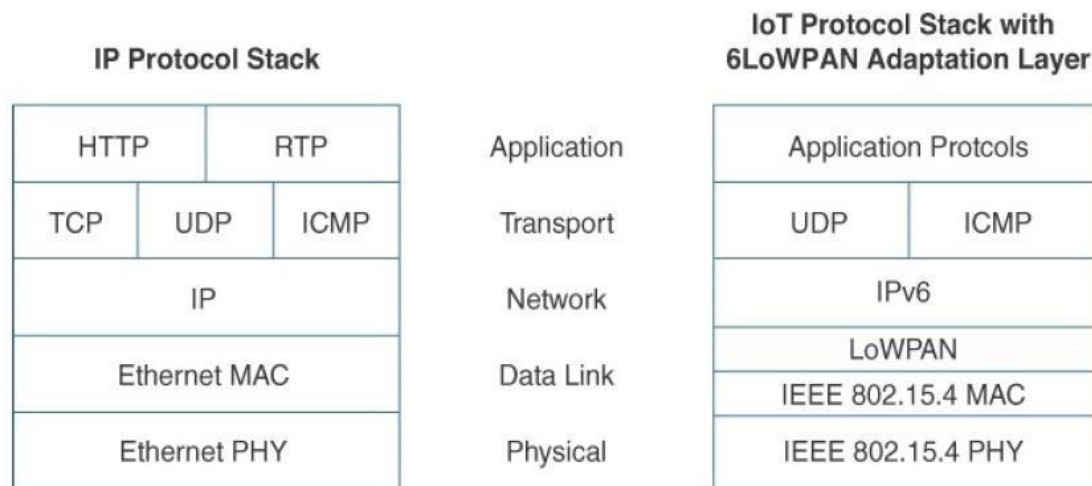 IP Protocol Stack
IoT Protocol Stack with
6LoWPAN Adaptation Layer
HTTP RTP Application Application Protcols
TCP UDP ICMP Transport UDP ICMP
IP Network IPv6
Ethernet MAC Data Link LoWPAN
IEEE 802.15.4 MAC
Ethernet PHY Physical IEEE 802.15.4 PHY